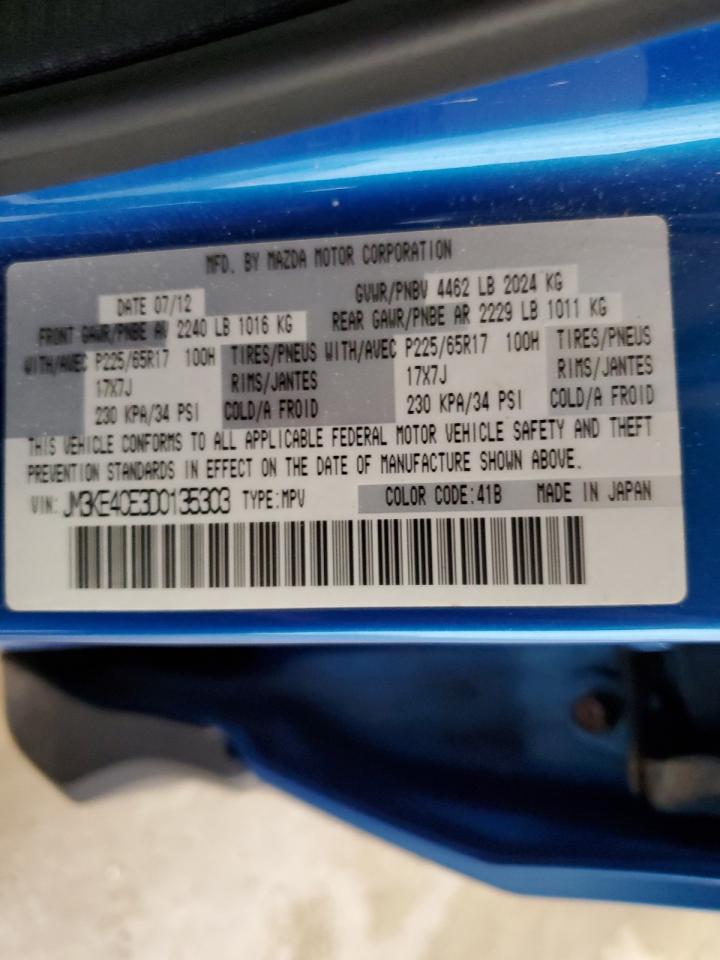 MFD. BY MAZDA MOTOR CORPORATION
DATE 07/12 GVWR/PNBV 4462 LB 2024 KG
FRONT GAWR/PNBE AV 2240 LB 1016 KG REAR GAWR/PNBE AR 2229 LB 1011 KG
WITH/AVEC P225/65R17 100H TIRES/PNEUS WITH/AVEC P225/65R17 100H TIRES/PNEUS
17X7J RIMS/JANTES 17X7J RIMS/JANTES
230 KPA/34 PSI COLD/A FROID 230 KPA/34 PSI COLD/A FROID
THIS VEHICLE CONFORMS TO ALL APPLICABLE FEDERAL MOTOR VEHICLE SAFETY AND THEFT
PREVENTION STANDARDS IN EFFECT ON THE DATE OF MANUFACTURE SHOWN ABOVE.
VIN: JM3KE4CE3D0135303 TYPE:MPV COLOR CODE:41B MADE IN JAPAN